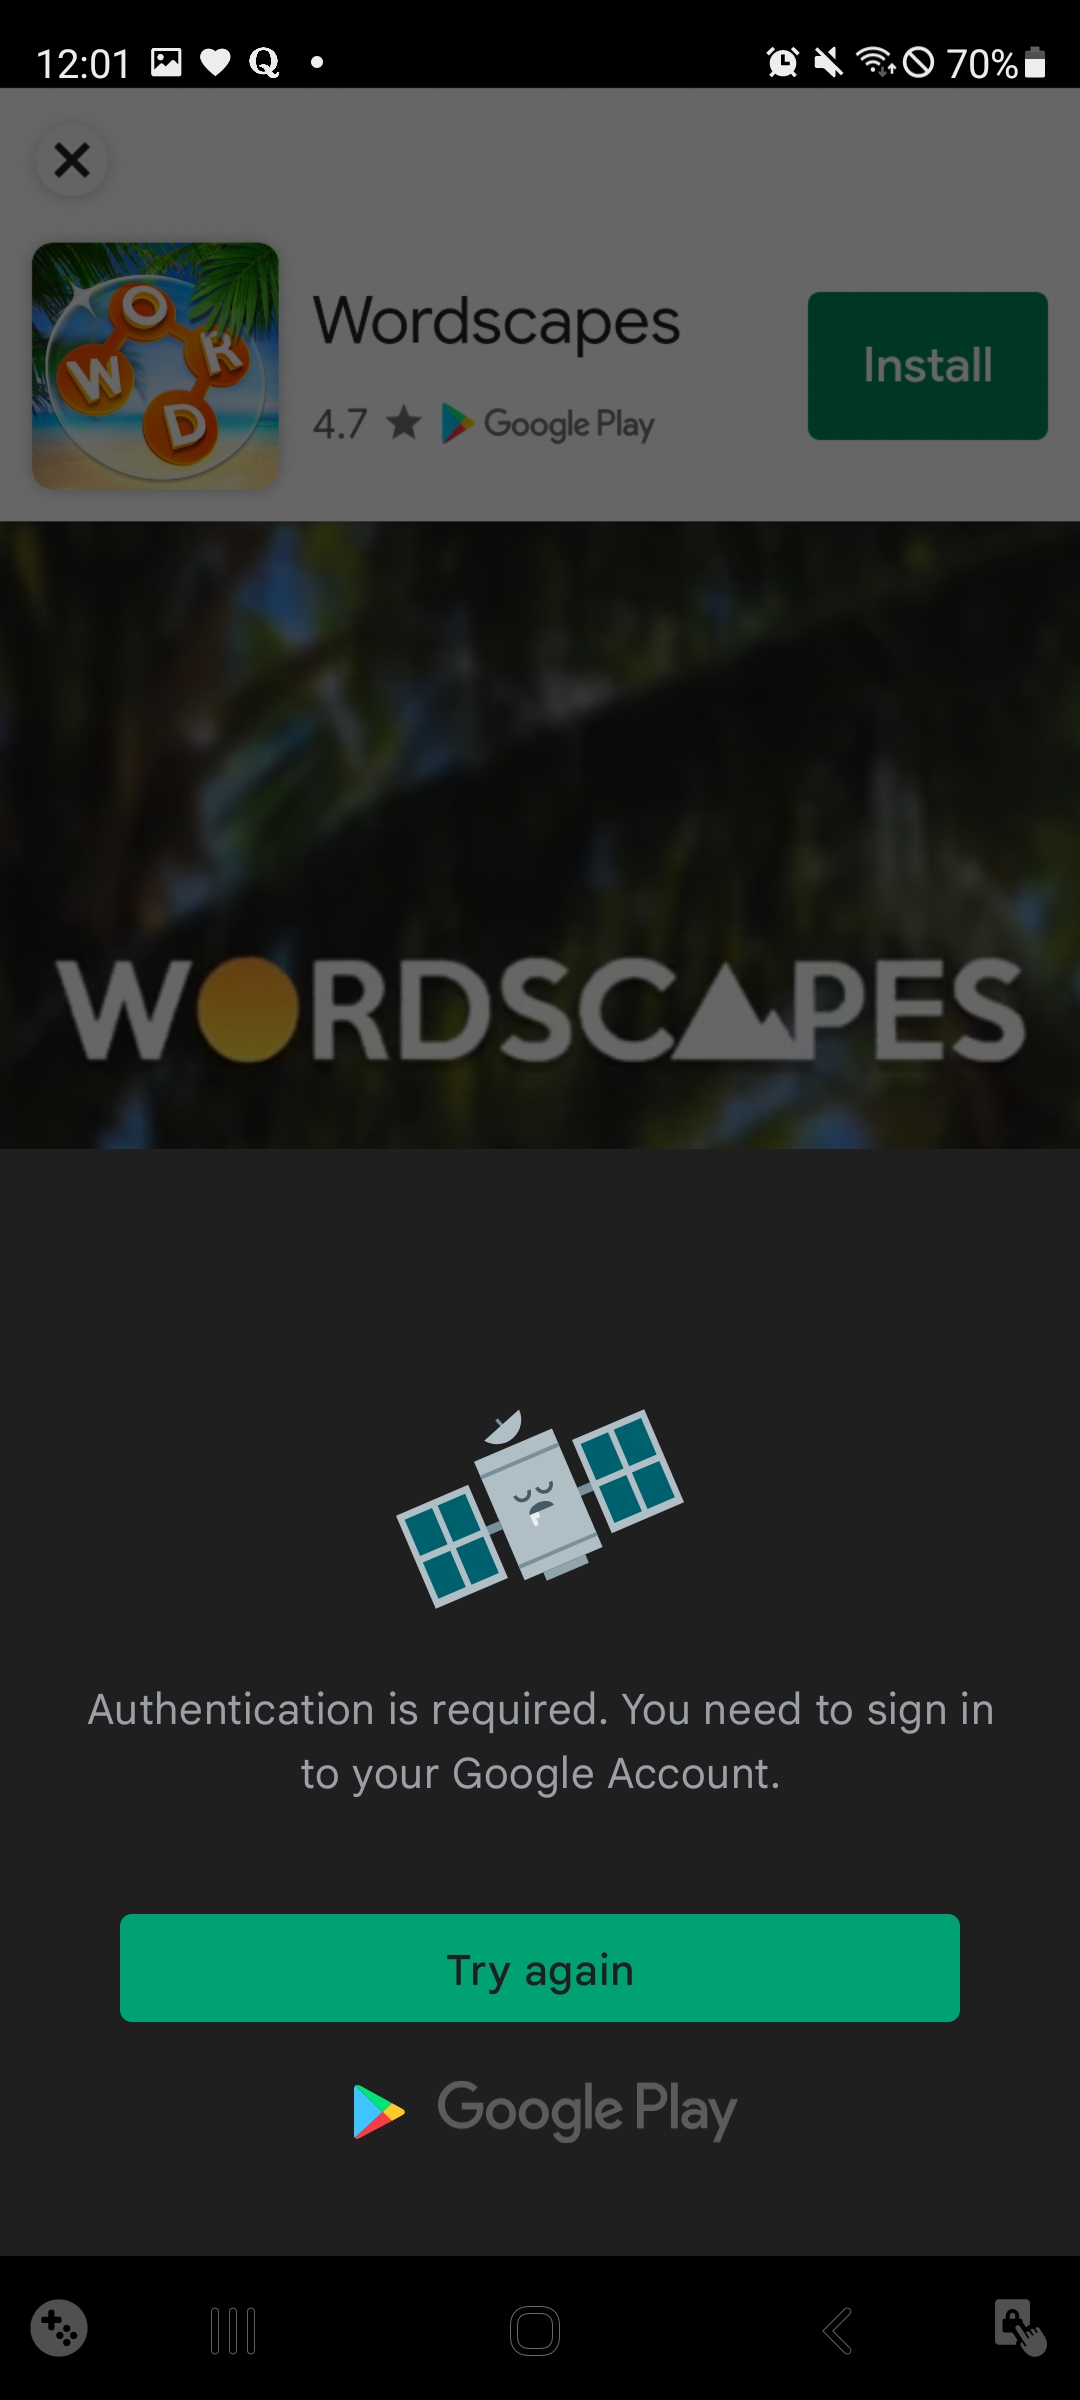 12:01
70%
Wordscapes
Install
4.7 ★ Google Play
W
O
R
D
WORDSCAPES
Authentication is required. You need to sign in
to your Google Account.
Try again
Google Play